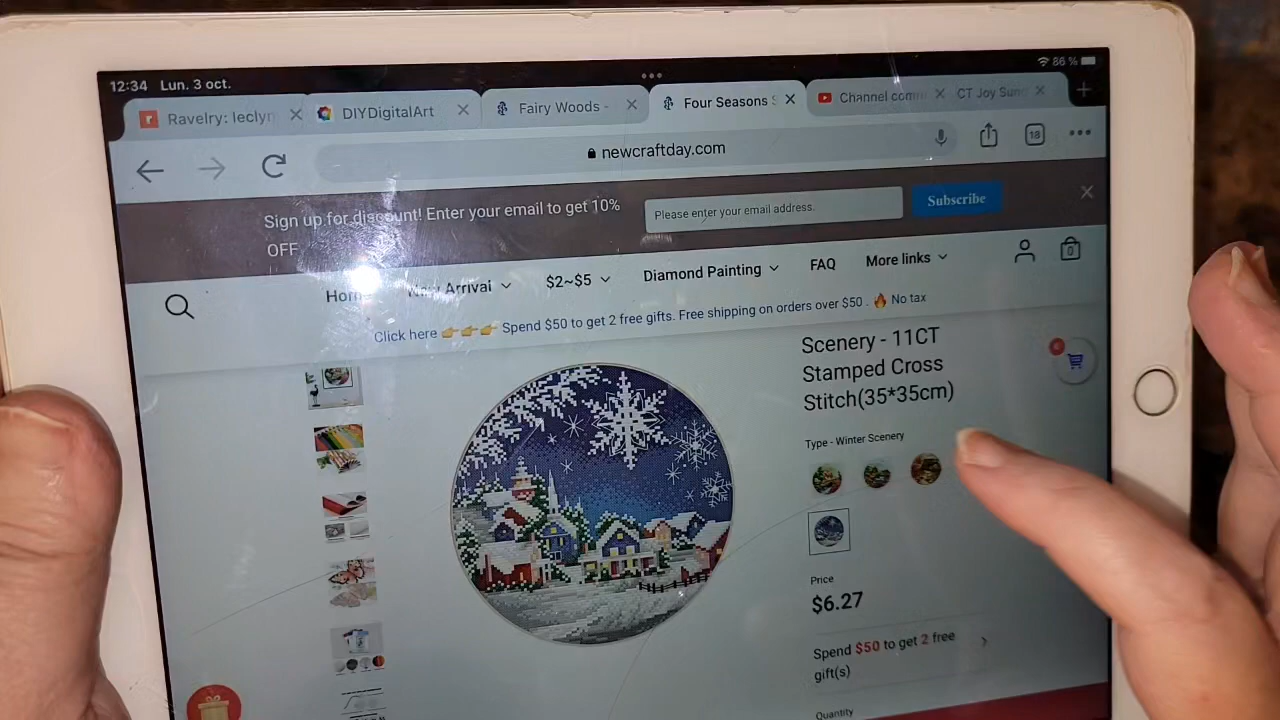 12:34 Lun. 3 oct.
86 %
Ravelry: leclyn
DIYDigitalArt
Fairy Woods -
Four Seasons S
Channel com
CT Joy Sun
newcraftday.com
18
Sign up for discount! Enter your email to get 10%
OFF
Please enter your email address.
Subscribe
Home
New Arrival
$2~$5
Diamond Painting
FAQ
More links
0
Click here 👉👉👉 Spend $50 to get 2 free gifts. Free shipping on orders over $50 . 🔥 No tax
Scenery - 11CT
Stamped Cross
Stitch(35*35cm)
Type - Winter Scenery
Price
$6.27
Spend $50 to get 2 free
gift(s)
Quantity